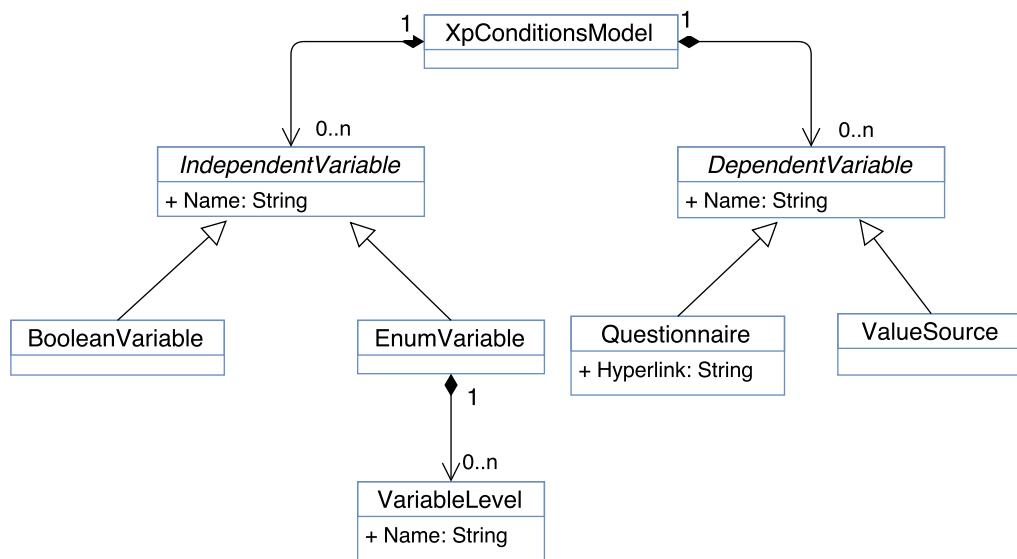 1
XpConditionsModel
1
0..n
0..n
IndependentVariable
+ Name: String
DependentVariable
+ Name: String
BooleanVariable
EnumVariable
Questionnaire
+ Hyperlink: String
ValueSource
1
0..n
VariableLevel
+ Name: String